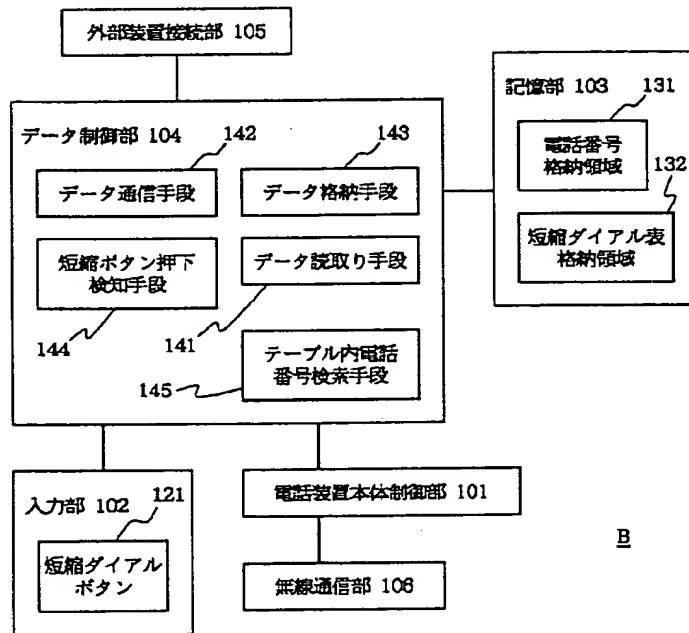 外部装置接続部 105
データ制御部 104
142
143
データ通信手段
データ格納手段
短縮ボタン押下
検知手段
データ読取り手段
144
141
テーブル内電話
番号検索手段
145
記憶部 103
131
電話番号
格納領域
132
短縮ダイアル表
格納領域
入力部 102
121
短縮ダイアル
ボタン
電話装置本体制御部 101
無線通信部 106
B